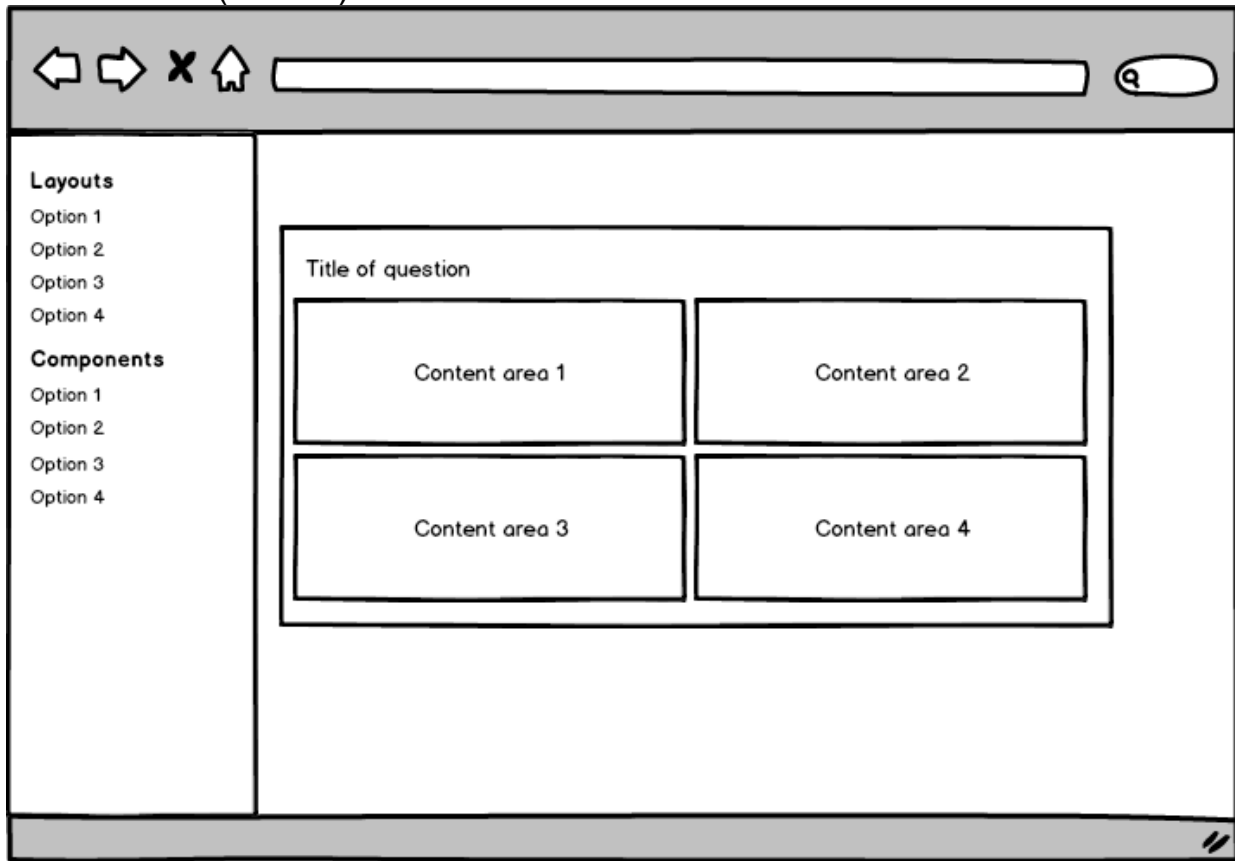 Layouts
Option 1
Option 2
Option 3
Option 4
Components
Option 1
Option 2
Option 3
Option 4
Title of question
Content area 1
Content area 2
Content area 3
Content area 4